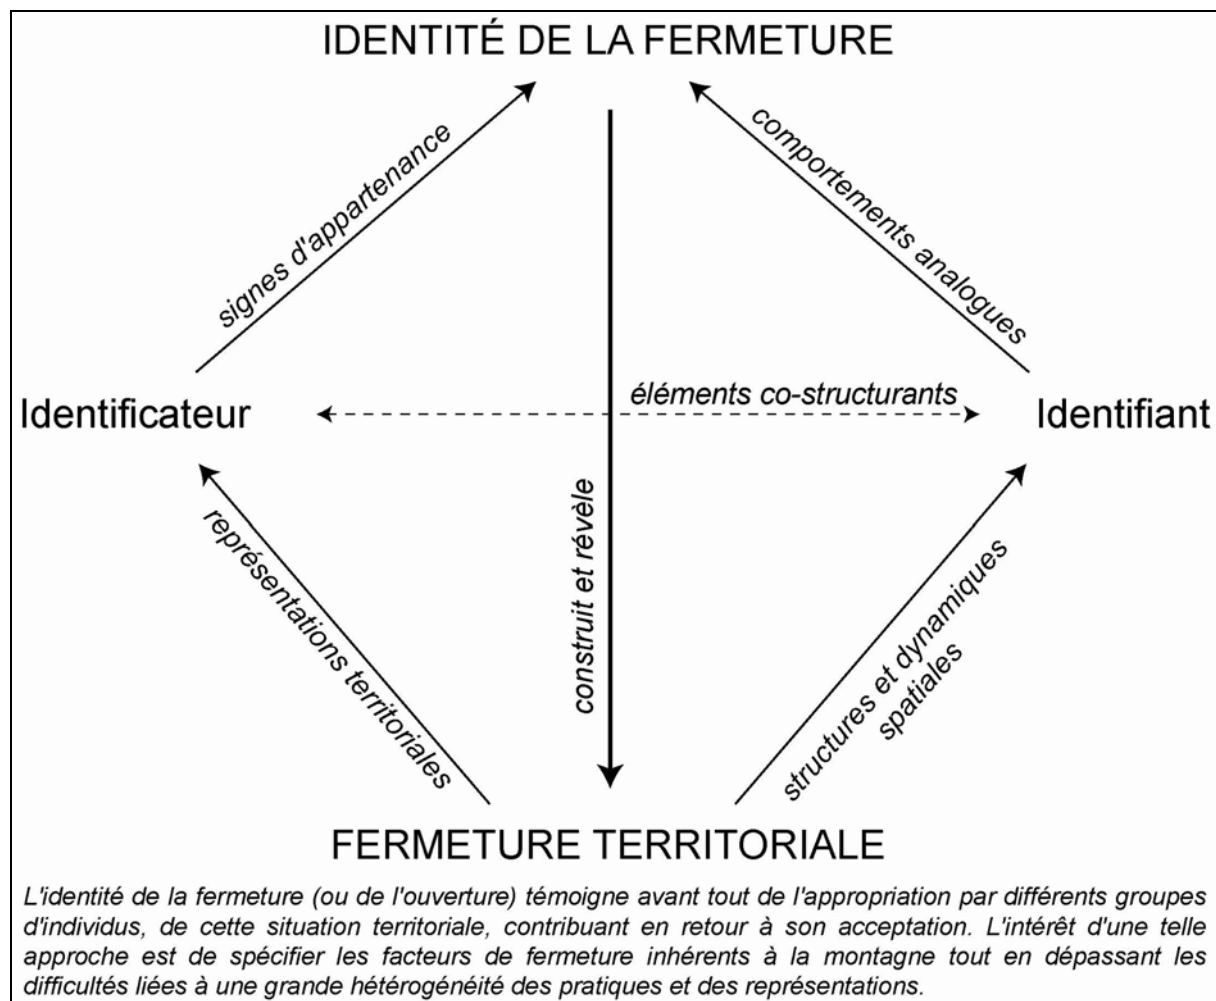 IDENTITÉ DE LA FERMETURE
signes d'appartenance
comportements analogues
éléments co-structurants
Identificateur
Identifiant
construit et révèle
représentations territoriales
structures et dynamiques
spatiales
FERMETURE TERRITORIALE
L'identité de la fermeture (ou de l'ouverture) témoigne avant tout de l'appropriation par différents groupes
d'individus, de cette situation territoriale, contribuant en retour à son acceptation. L'intérêt d'une telle
approche est de spécifier les facteurs de fermeture inhérents à la montagne tout en dépassant les
difficultés liées à une grande hétérogénéité des pratiques et des représentations.